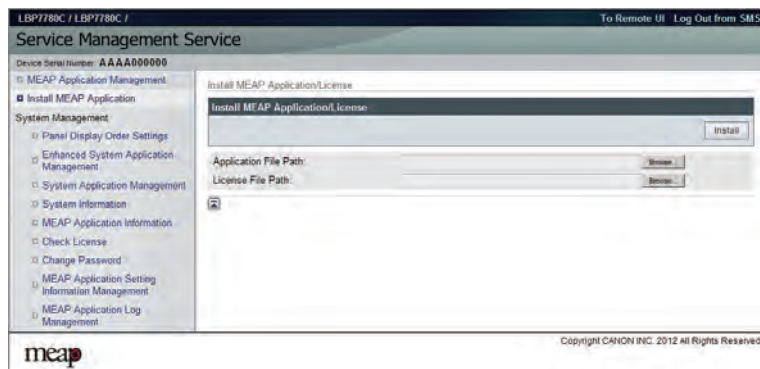 LBP7780C / LBP7780C /
To Remote UI Log Out from SMS
Service Management Service
Device Serial Number: AAAA000000
MEAP Application Management
Install MEAP Application
System Management
Panel Display Order Settings
Enhanced System Application
Management
System Application Management
System Information
MEAP Application Information
Check License
Change Password
MEAP Application Setting
Information Management
MEAP Application Log
Management
Install MEAP Application/License
Install MEAP Application/License
Install
Application File Path:
Browse...
License File Path:
Browse...
meap
Copyright CANON INC. 2012 All Rights Reserved